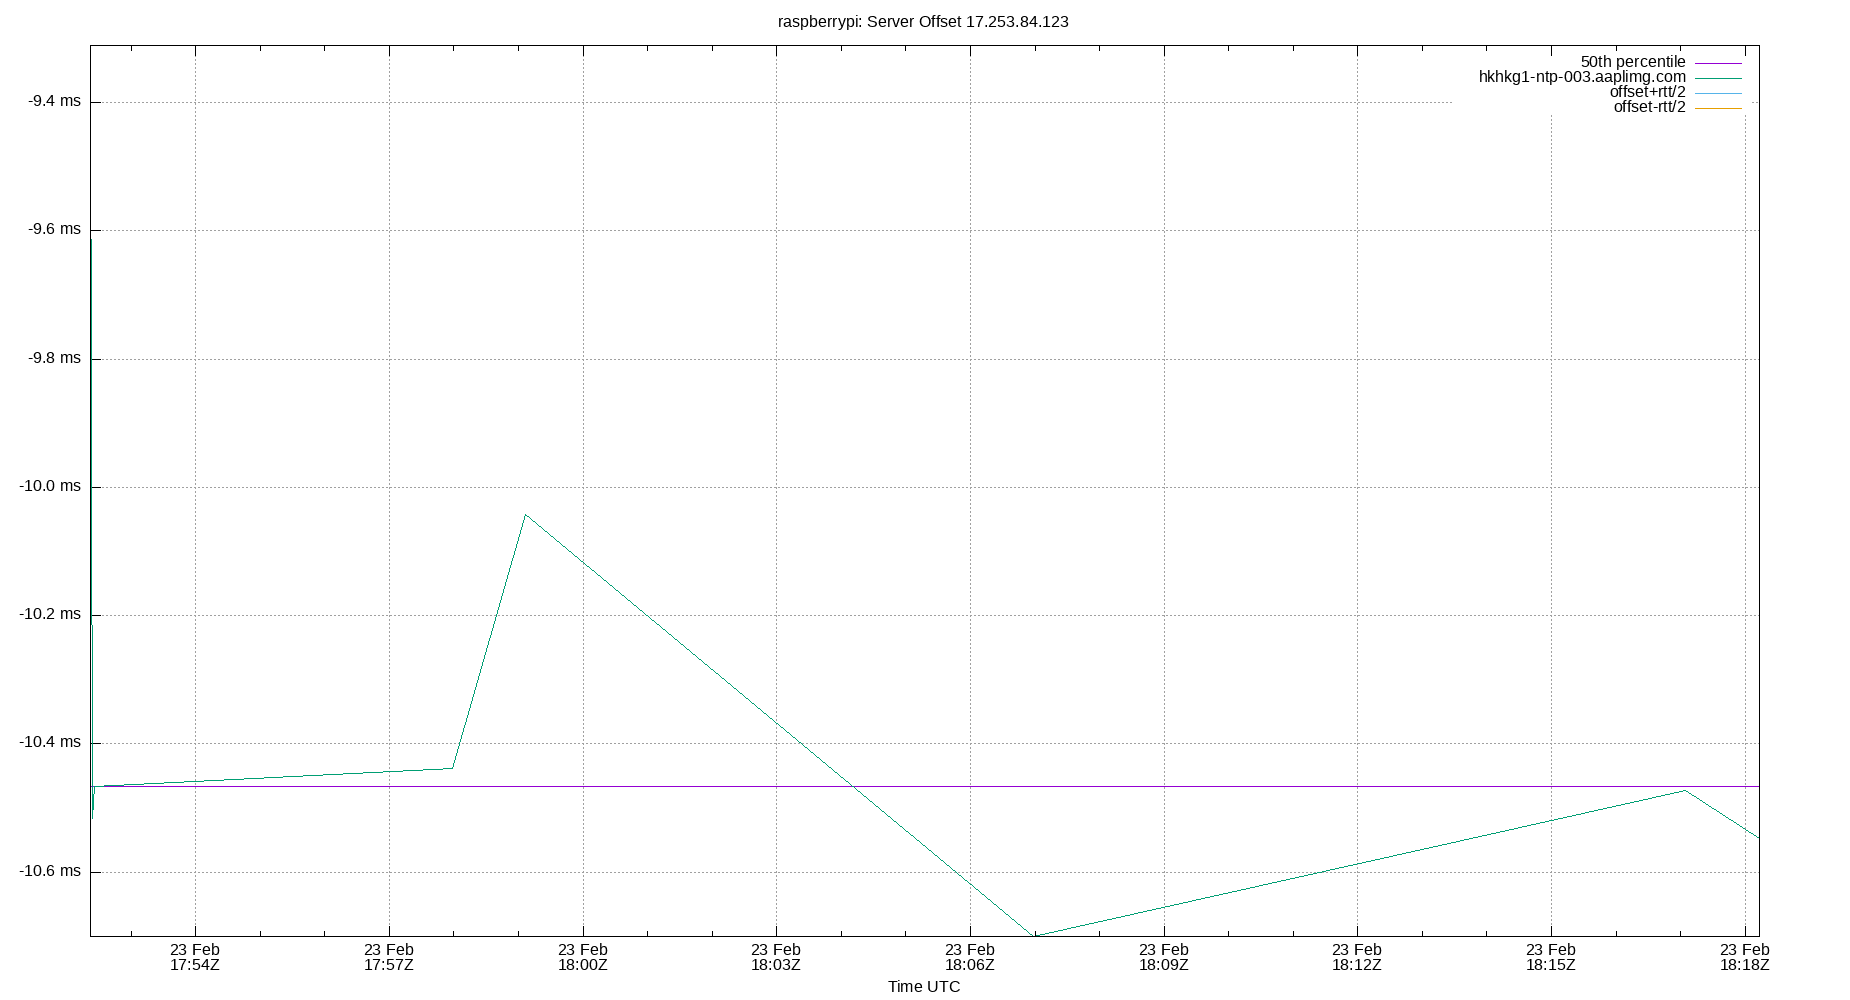 raspberrypi: Server Offset 17.253.84.123
50th percentile
hkhkg1-ntp-003.aaplimg.com
offset+rtt/2
offset-rtt/2
-9.4 ms
-9.6 ms
-9.8 ms
-10.0 ms
-10.2 ms
-10.4 ms
-10.6 ms
23 Feb 23 Feb 23 Feb 23 Feb 23 Feb 23 Feb 23 Feb 23 Feb 23 Feb
17:54Z 17:57Z 18:00Z 18:03Z 18:06Z 18:09Z 18:12Z 18:15Z 18:18Z
Time UTC